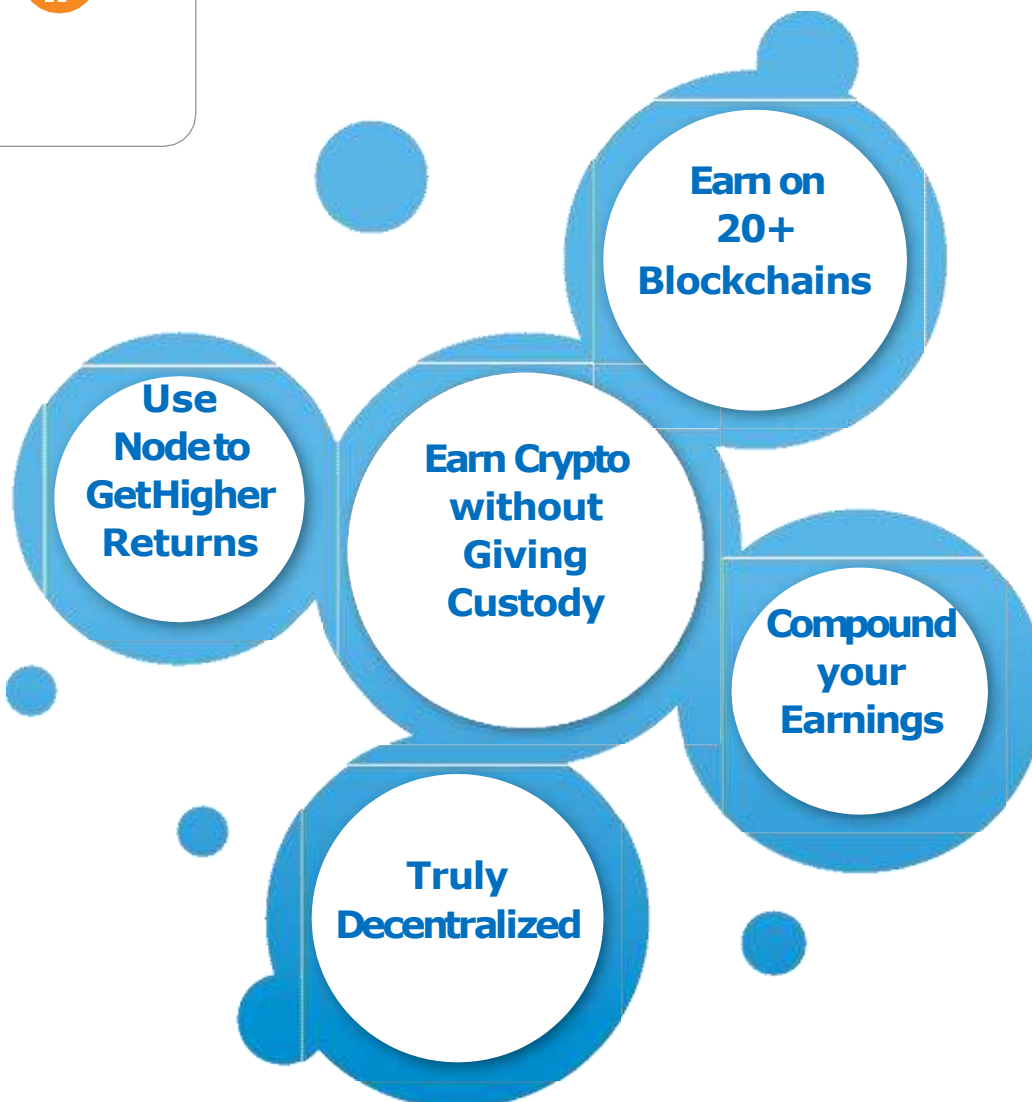 Earn on
20+
Blockchains
Use
Node to
GetHigher
Returns
Earn Crypto
without
Giving
Custody
Compound
your
Earnings
Truly
Decentralized